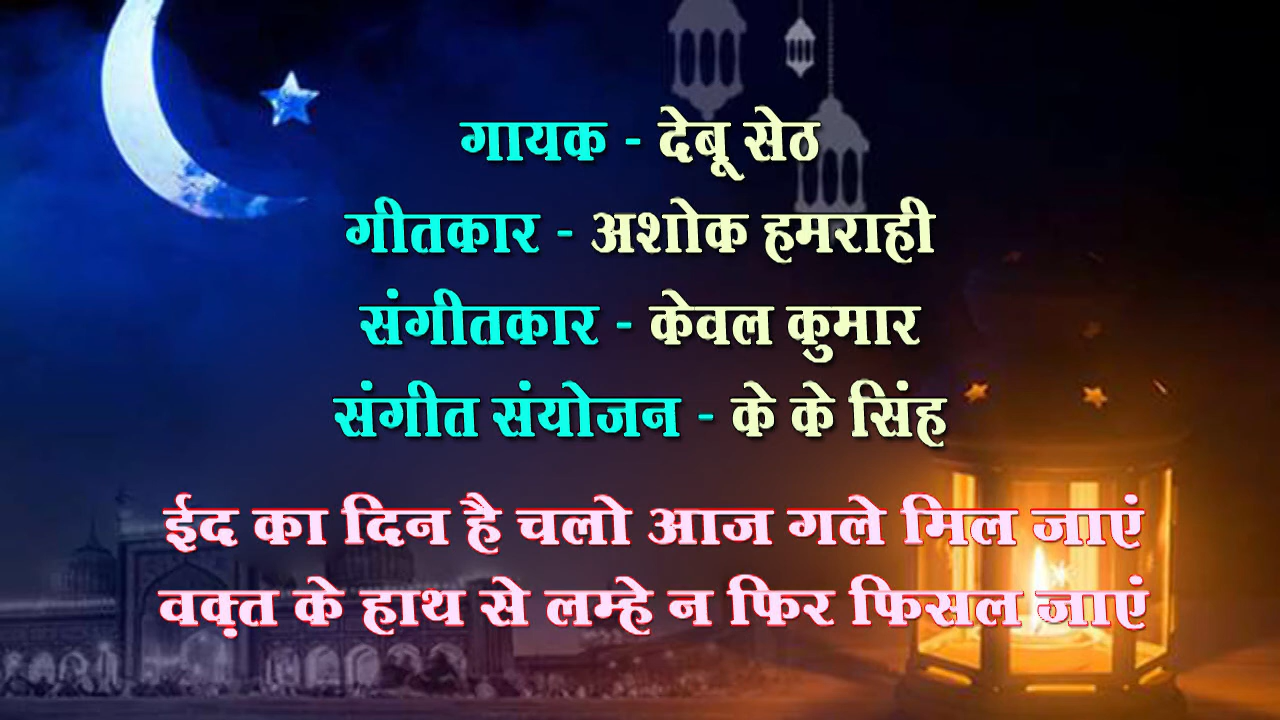 गायक - देबू सेठ
गीतकार - अशोक हमराही
संगीतकार - केवल कुमार
संगीत संयोजन - के के सिंह
ईद का दिन है चलो आज गले मिल जाएं
वक़्त के हाथ से लम्हे न फिर फिसल जाएं